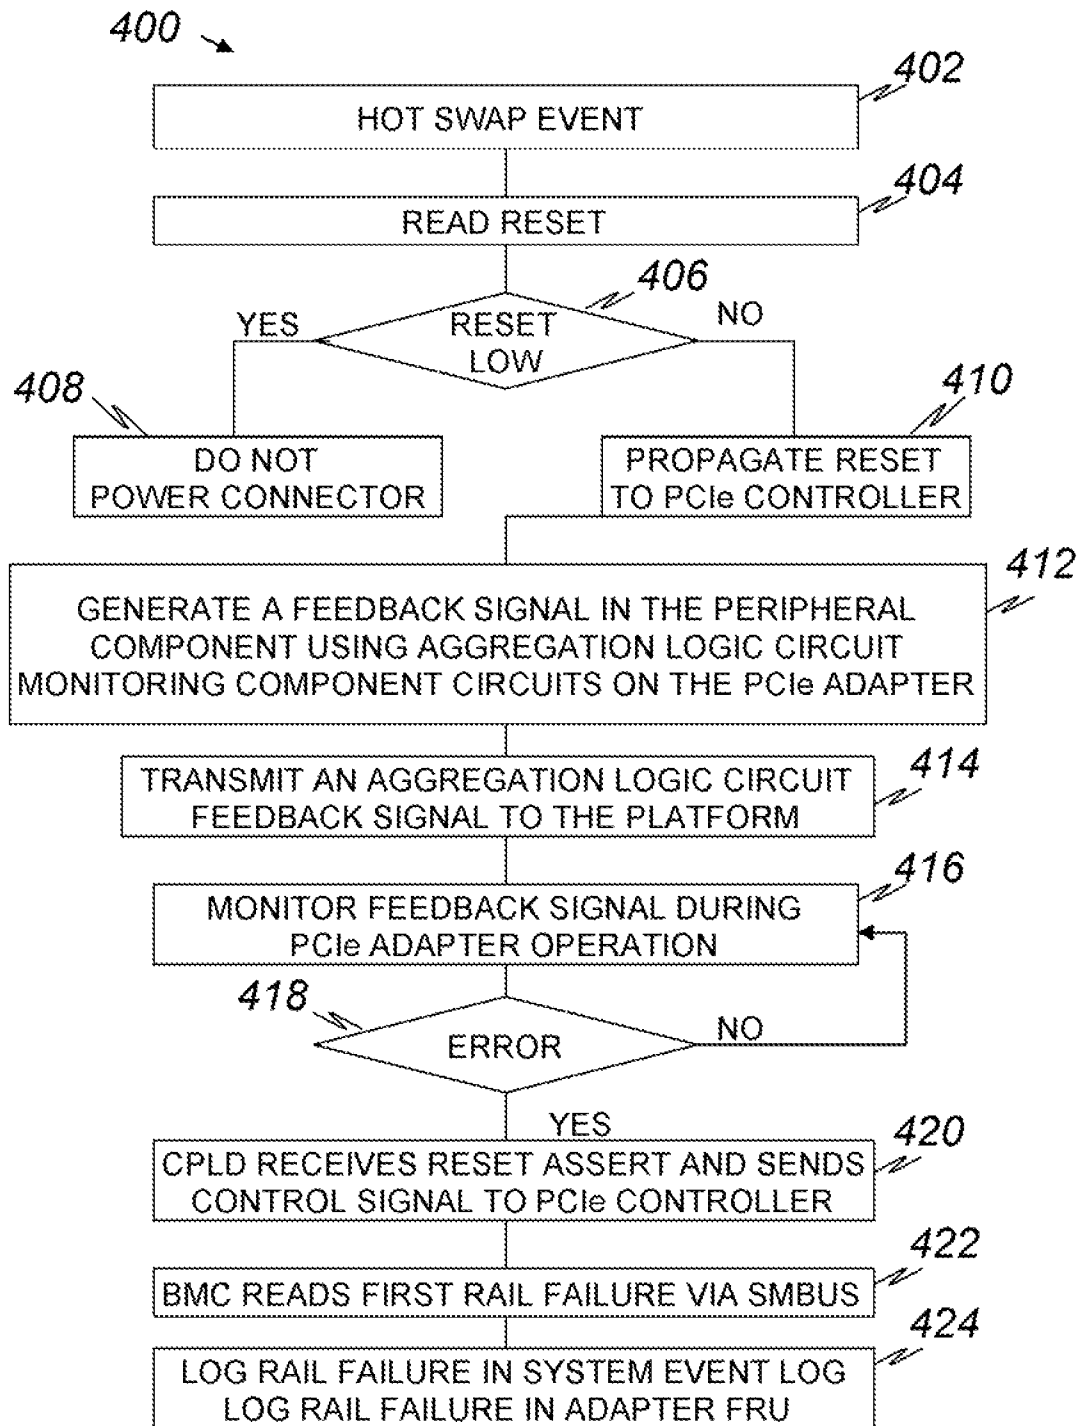 400
402
HOT SWAP EVENT
404
READ RESET
406
YES
RESET
LOW
NO
408
DO NOT
POWER CONNECTOR
410
PROPAGATE RESET
TO PCIe CONTROLLER
412
GENERATE A FEEDBACK SIGNAL IN THE PERIPHERAL
COMPONENT USING AGGREGATION LOGIC CIRCUIT
MONITORING COMPONENT CIRCUITS ON THE PCIe ADAPTER
414
TRANSMIT AN AGGREGATION LOGIC CIRCUIT
FEEDBACK SIGNAL TO THE PLATFORM
416
MONITOR FEEDBACK SIGNAL DURING
PCIe ADAPTER OPERATION
418
ERROR
NO
YES
420
CPLD RECEIVES RESET ASSERT AND SENDS
CONTROL SIGNAL TO PCIe CONTROLLER
422
BMC READS FIRST RAIL FAILURE VIA SMBUS
424
LOG RAIL FAILURE IN SYSTEM EVENT LOG
LOG RAIL FAILURE IN ADAPTER FRU